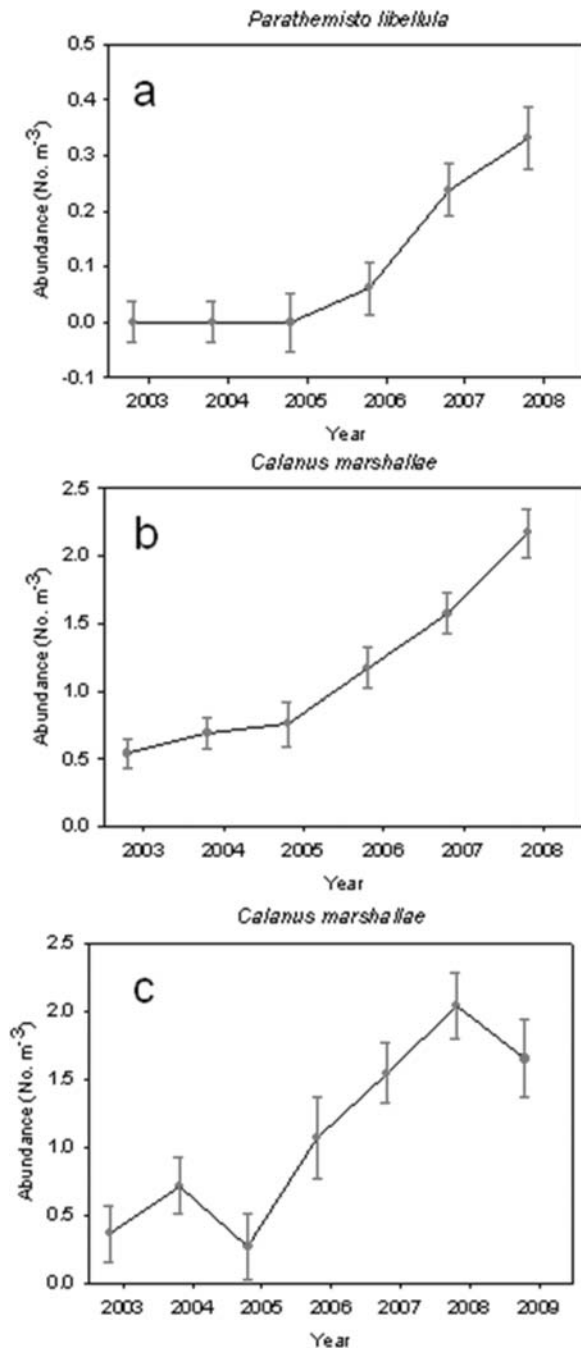 Parathemisto libellula
a
Abundance (No. m-3)
0.5
0.4
0.3
0.2
0.1
0.0
-0.1
2003 2004 2005 2006 2007 2008
Year
Calanus marshallae
b
Abundance (No. m-3)
2.5
2.0
1.5
1.0
0.5
0.0
2003 2004 2005 2006 2007 2008
Year
Calanus marshallae
c
Abundance (No. m-3)
2.5
2.0
1.5
1.0
0.5
0.0
2003 2004 2005 2006 2007 2008 2009
Year